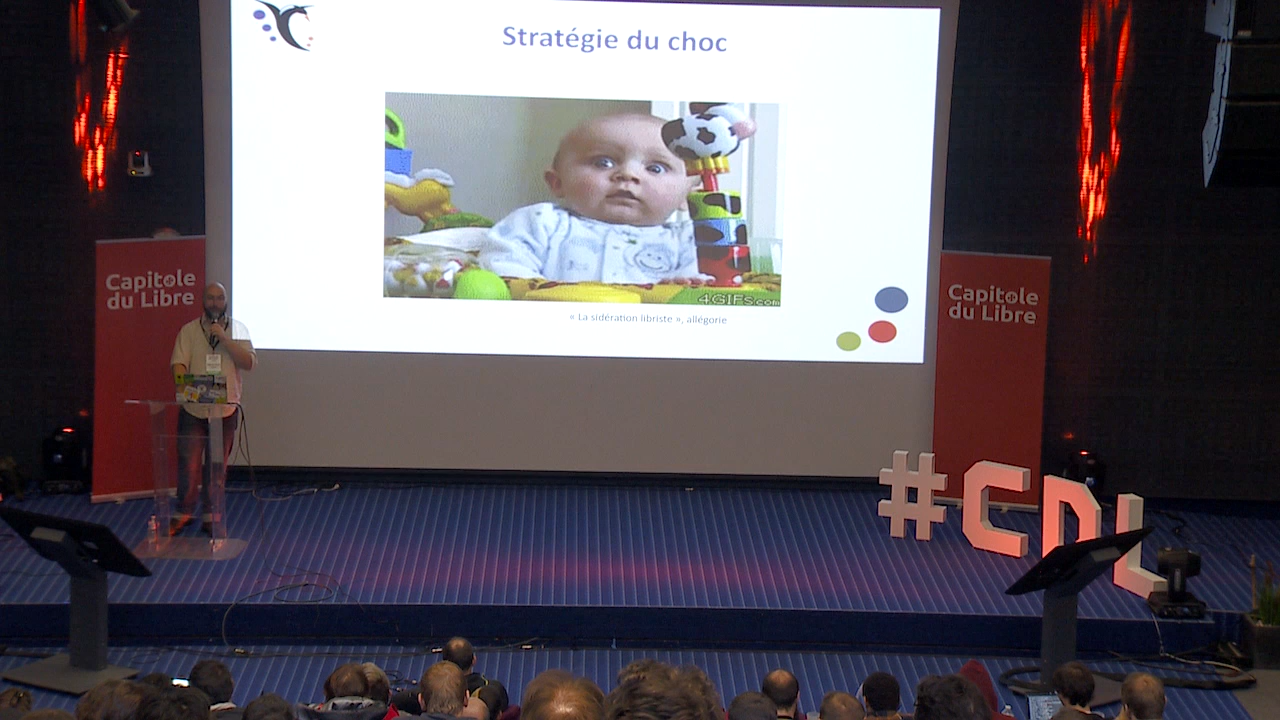 Stratégie du choc
4GIFS.com
« La sidération libriste », allégorie
Capitole
du Libre
Capitole
du Libre
#CDL